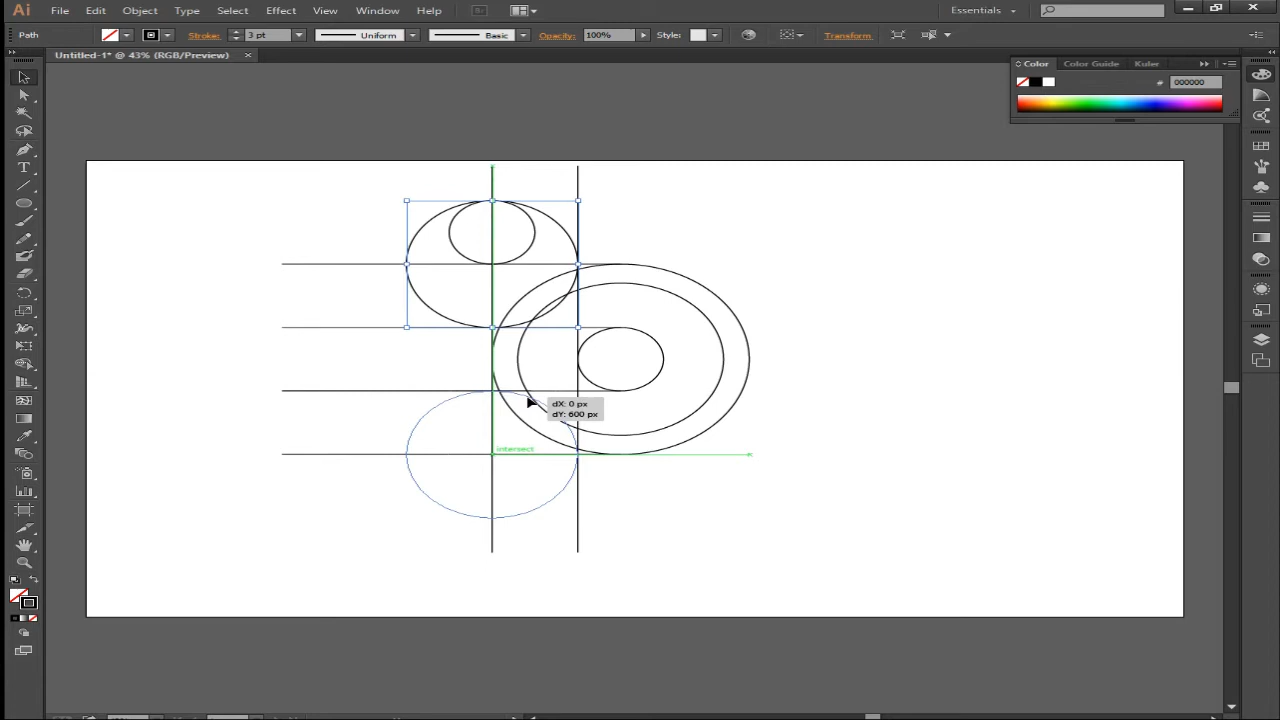 Ai File Edit Object Type Select Effect View Window Help Br Essentials
Path Stroke: 3 pt Uniform Basic Opacity: 100% Style: Transform
Untitled-1* @ 43% (RGB/Preview) ×
Color Color Guide Kuler
# 000000
dX: 0 px
dY: 600 px
intersect